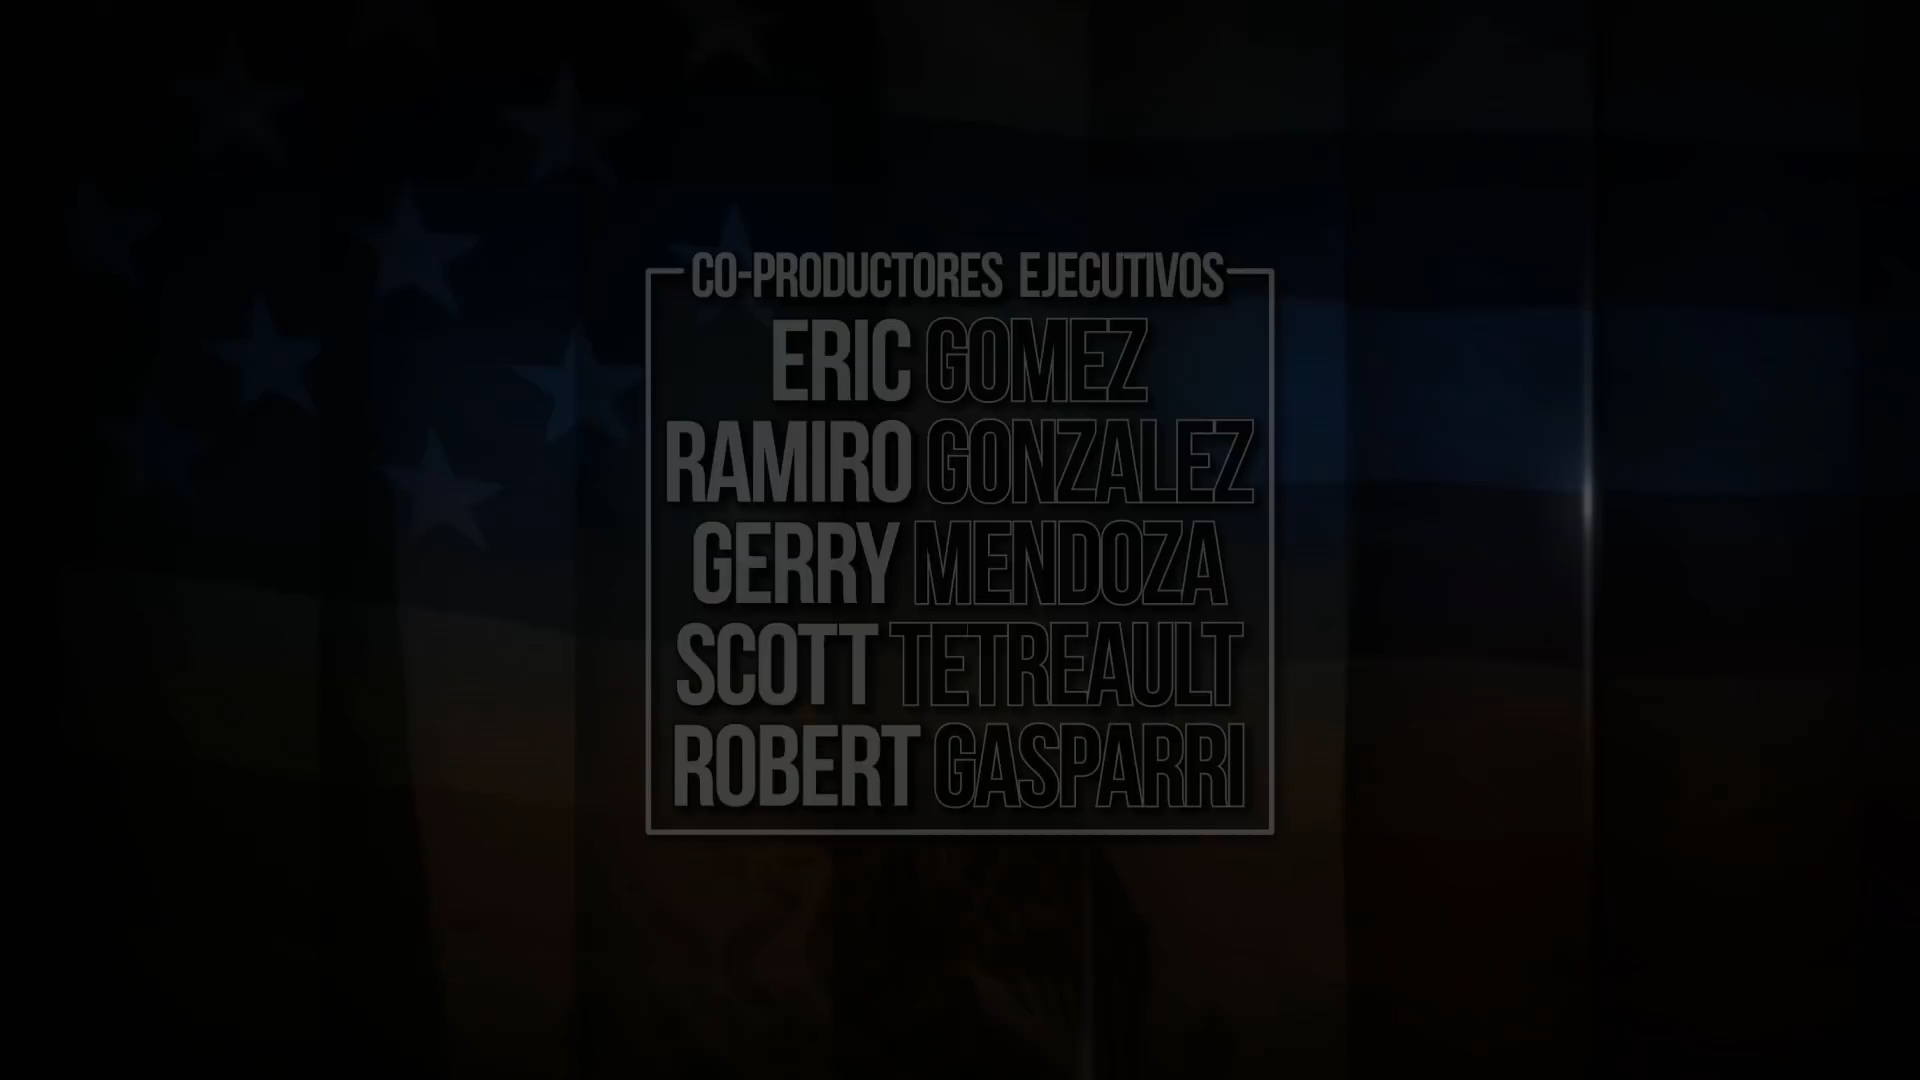 CO-PRODUCTORES EJECUTIVOS
ERIC GOMEZ
RAMIRO GONZALEZ
GERRY MENDOZA
SCOTT TETREAULT
ROBERT GASPARRI